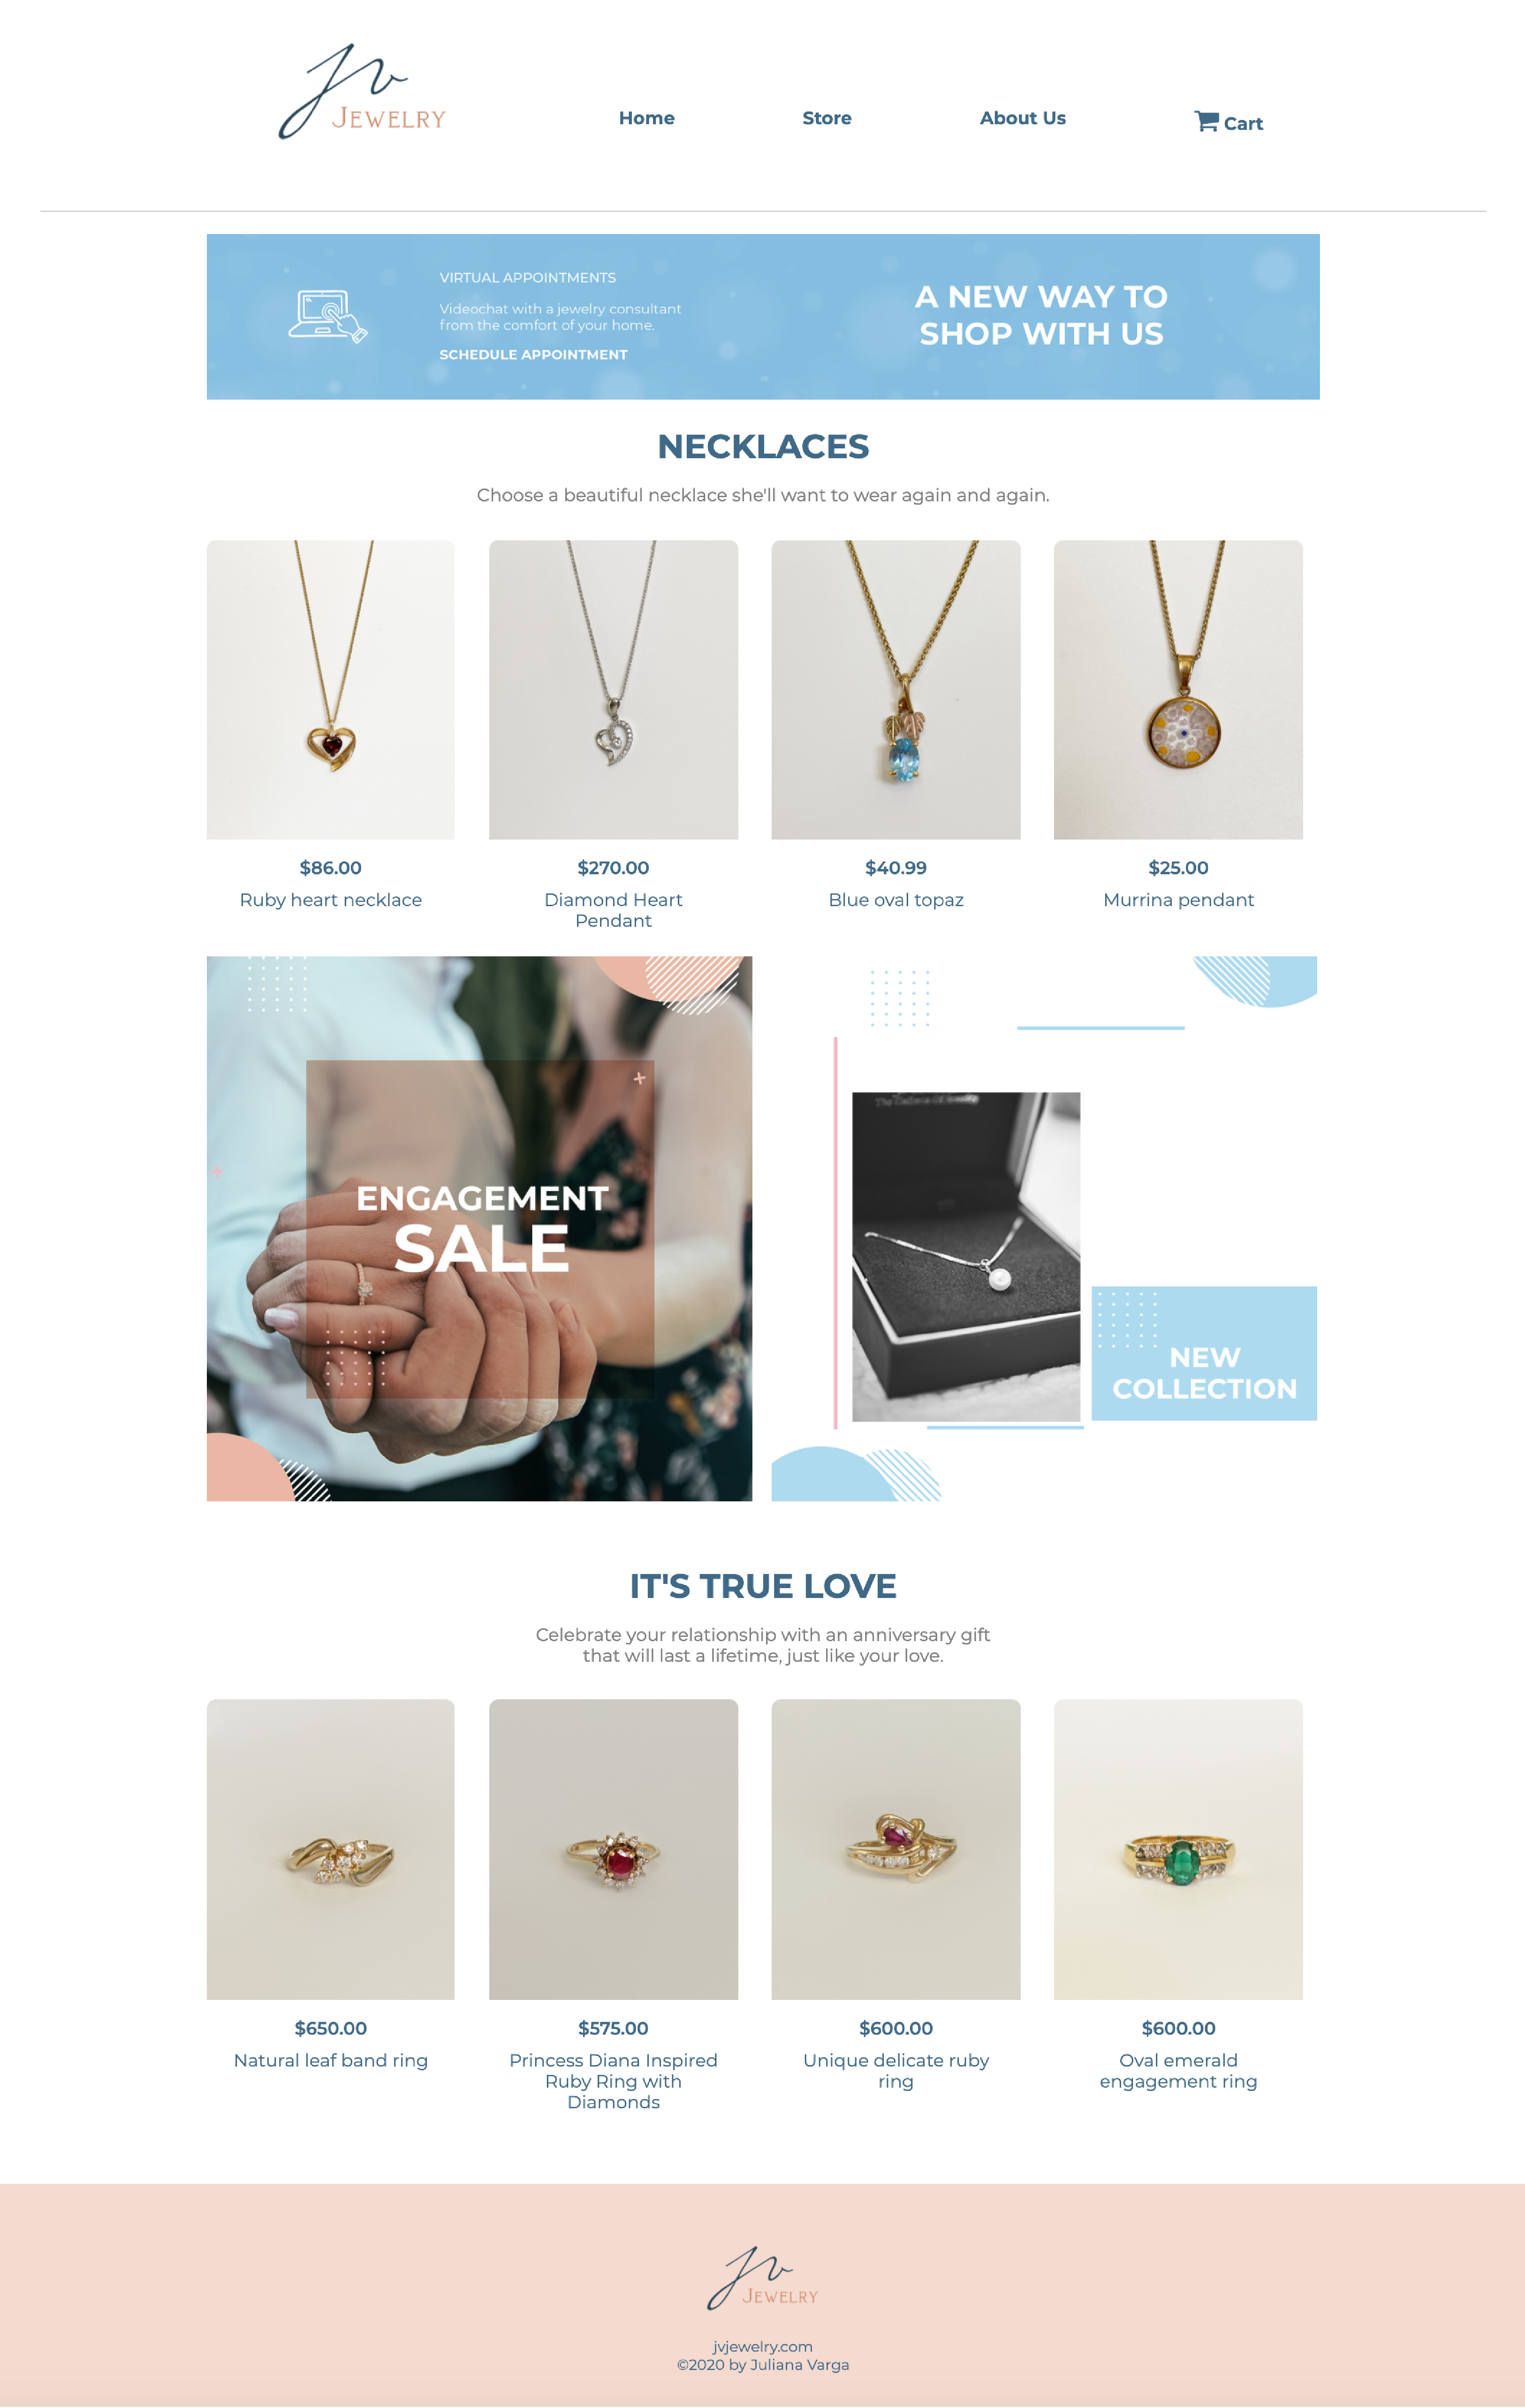 JV
JEWELRY
Home
Store
About Us
Cart
VIRTUAL APPOINTMENTS
Videochat with a jewelry consultant
from the comfort of your home.
SCHEDULE APPOINTMENT
A NEW WAY TO
SHOP WITH US
NECKLACES
Choose a beautiful necklace she'll want to wear again and again.
$86.00
Ruby heart necklace
$270.00
Diamond Heart
Pendant
$40.99
Blue oval topaz
$25.00
Murrina pendant
ENGAGEMENT
SALE
NEW
COLLECTION
IT'S TRUE LOVE
Celebrate your relationship with an anniversary gift
that will last a lifetime, just like your love.
$650.00
Natural leaf band ring
$575.00
Princess Diana Inspired
Ruby Ring with
Diamonds
$600.00
Unique delicate ruby
ring
$600.00
Oval emerald
engagement ring
JV
JEWELRY
jvjewelry.com
©2020 by Juliana Varga